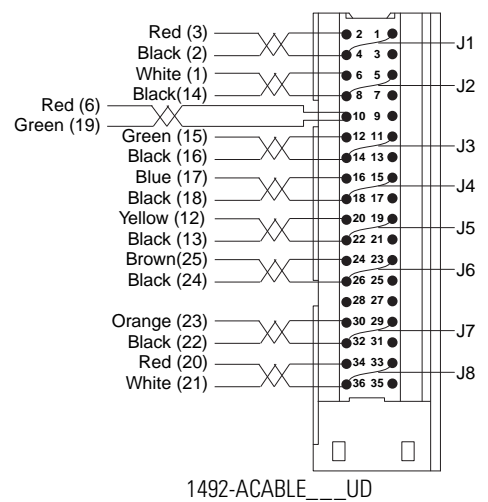 Red (3) 2 1 J1
Black (2) 4 3
White (1) 6 5
Black(14) 8 7 J2
Red (6) 10 9
Green (19)
Green (15) 12 11
Black (16) 14 13 J3
Blue (17) 16 15
Black (18) 18 17 J4
Yellow (12) 20 19
Black (13) 22 21 J5
Brown(25) 24 23
Black (24) 26 25 J6
28 27
Orange (23) 30 29
Black (22) 32 31 J7
Red (20) 34 33
White (21) 36 35 J8
1492-ACABLE___UD